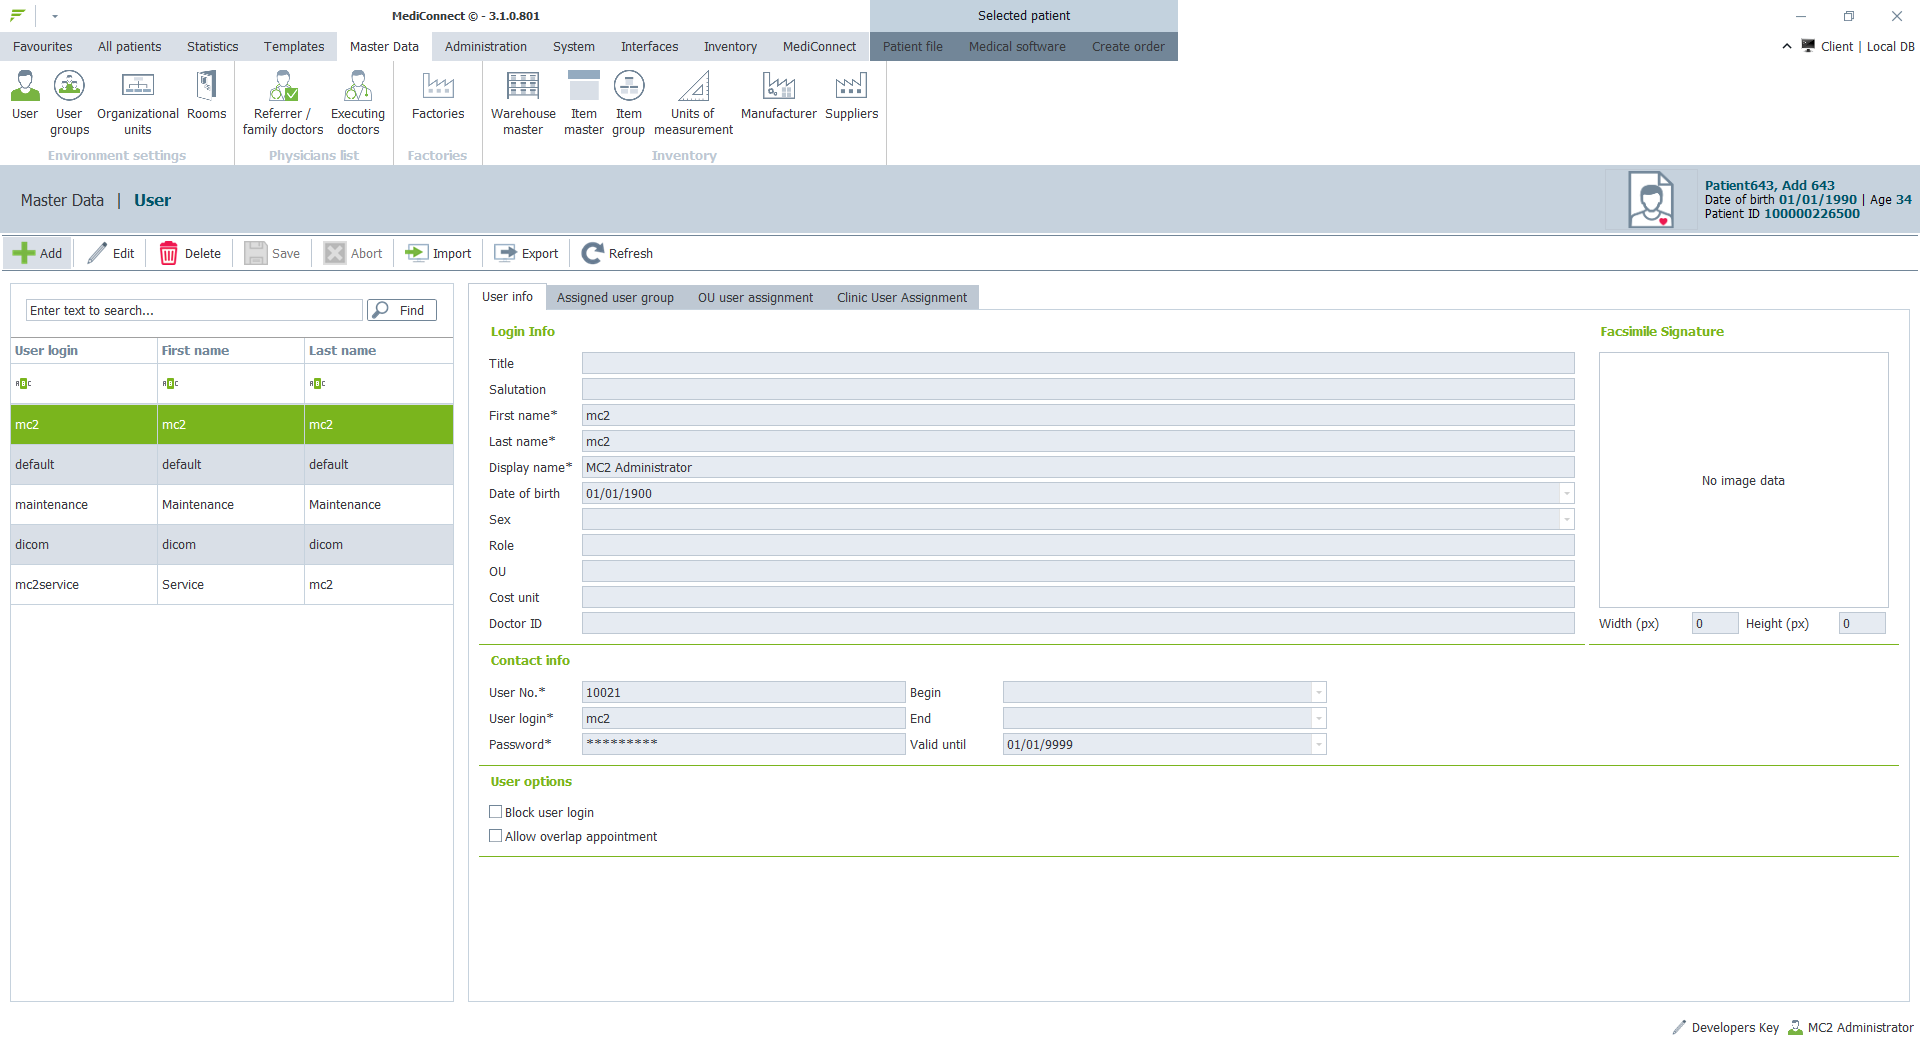 MediConnect © - 3.1.0.801
Selected patient
Favourites All patients Statistics Templates Master Data Administration System Interfaces Inventory MediConnect Patient file Medical software Create order
Client | Local DB
User
User groups
Organizational units
Rooms
Environment settings
Referrer / family doctors
Executing doctors
Physicians list
Factories
Factories
Warehouse master
Item master
Item group
Units of measurement
Manufacturer
Suppliers
Inventory
Master Data | User
Patient643, Add 643
Date of birth 01/01/1990 | Age 34
Patient ID 100000226500
Add Edit Delete Save Abort Import Export Refresh
Enter text to search... Find
User login First name Last name
ABC ABC ABC
mc2 mc2 mc2
default default default
maintenance Maintenance Maintenance
dicom dicom dicom
mc2service Service mc2
User info Assigned user group OU user assignment Clinic User Assignment
Login Info
Title
Salutation
First name* mc2
Last name* mc2
Display name* MC2 Administrator
Date of birth 01/01/1900
Sex
Role
OU
Cost unit
Doctor ID
Facsimile Signature
No image data
Width (px) 0 Height (px) 0
Contact info
User No.* 10021 Begin
User login* mc2 End
Password* ********* Valid until 01/01/9999
User options
Block user login
Allow overlap appointment
Developers Key MC2 Administrator